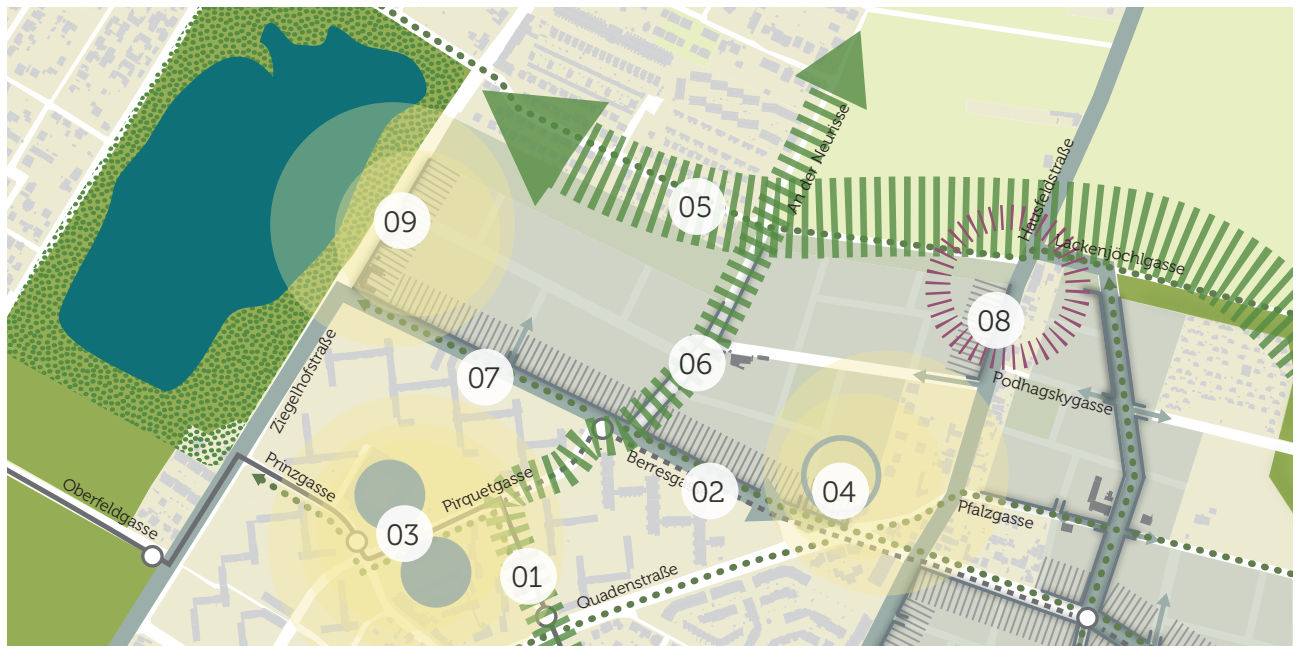 An der Neurisse
Hausfeldstraße
05
09
Lackenjöchlgasse
08
06
07
Podhagskygasse
Ziegelhofstraße
Prinzgasse
Oberfeldgasse
Pirquetgasse
Berresga
02
04
Pfalzgasse
03
01
Quadenstraße